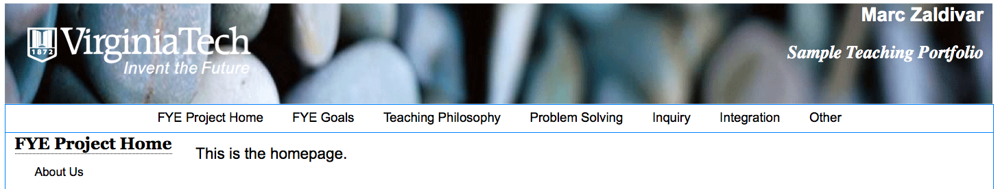 Marc Zaldivar
VirginiaTech
1872
Invent the Future
Sample Teaching Portfolio
FYE Project Home FYE Goals Teaching Philosophy Problem Solving Inquiry Integration Other
FYE Project Home
This is the homepage.
About Us